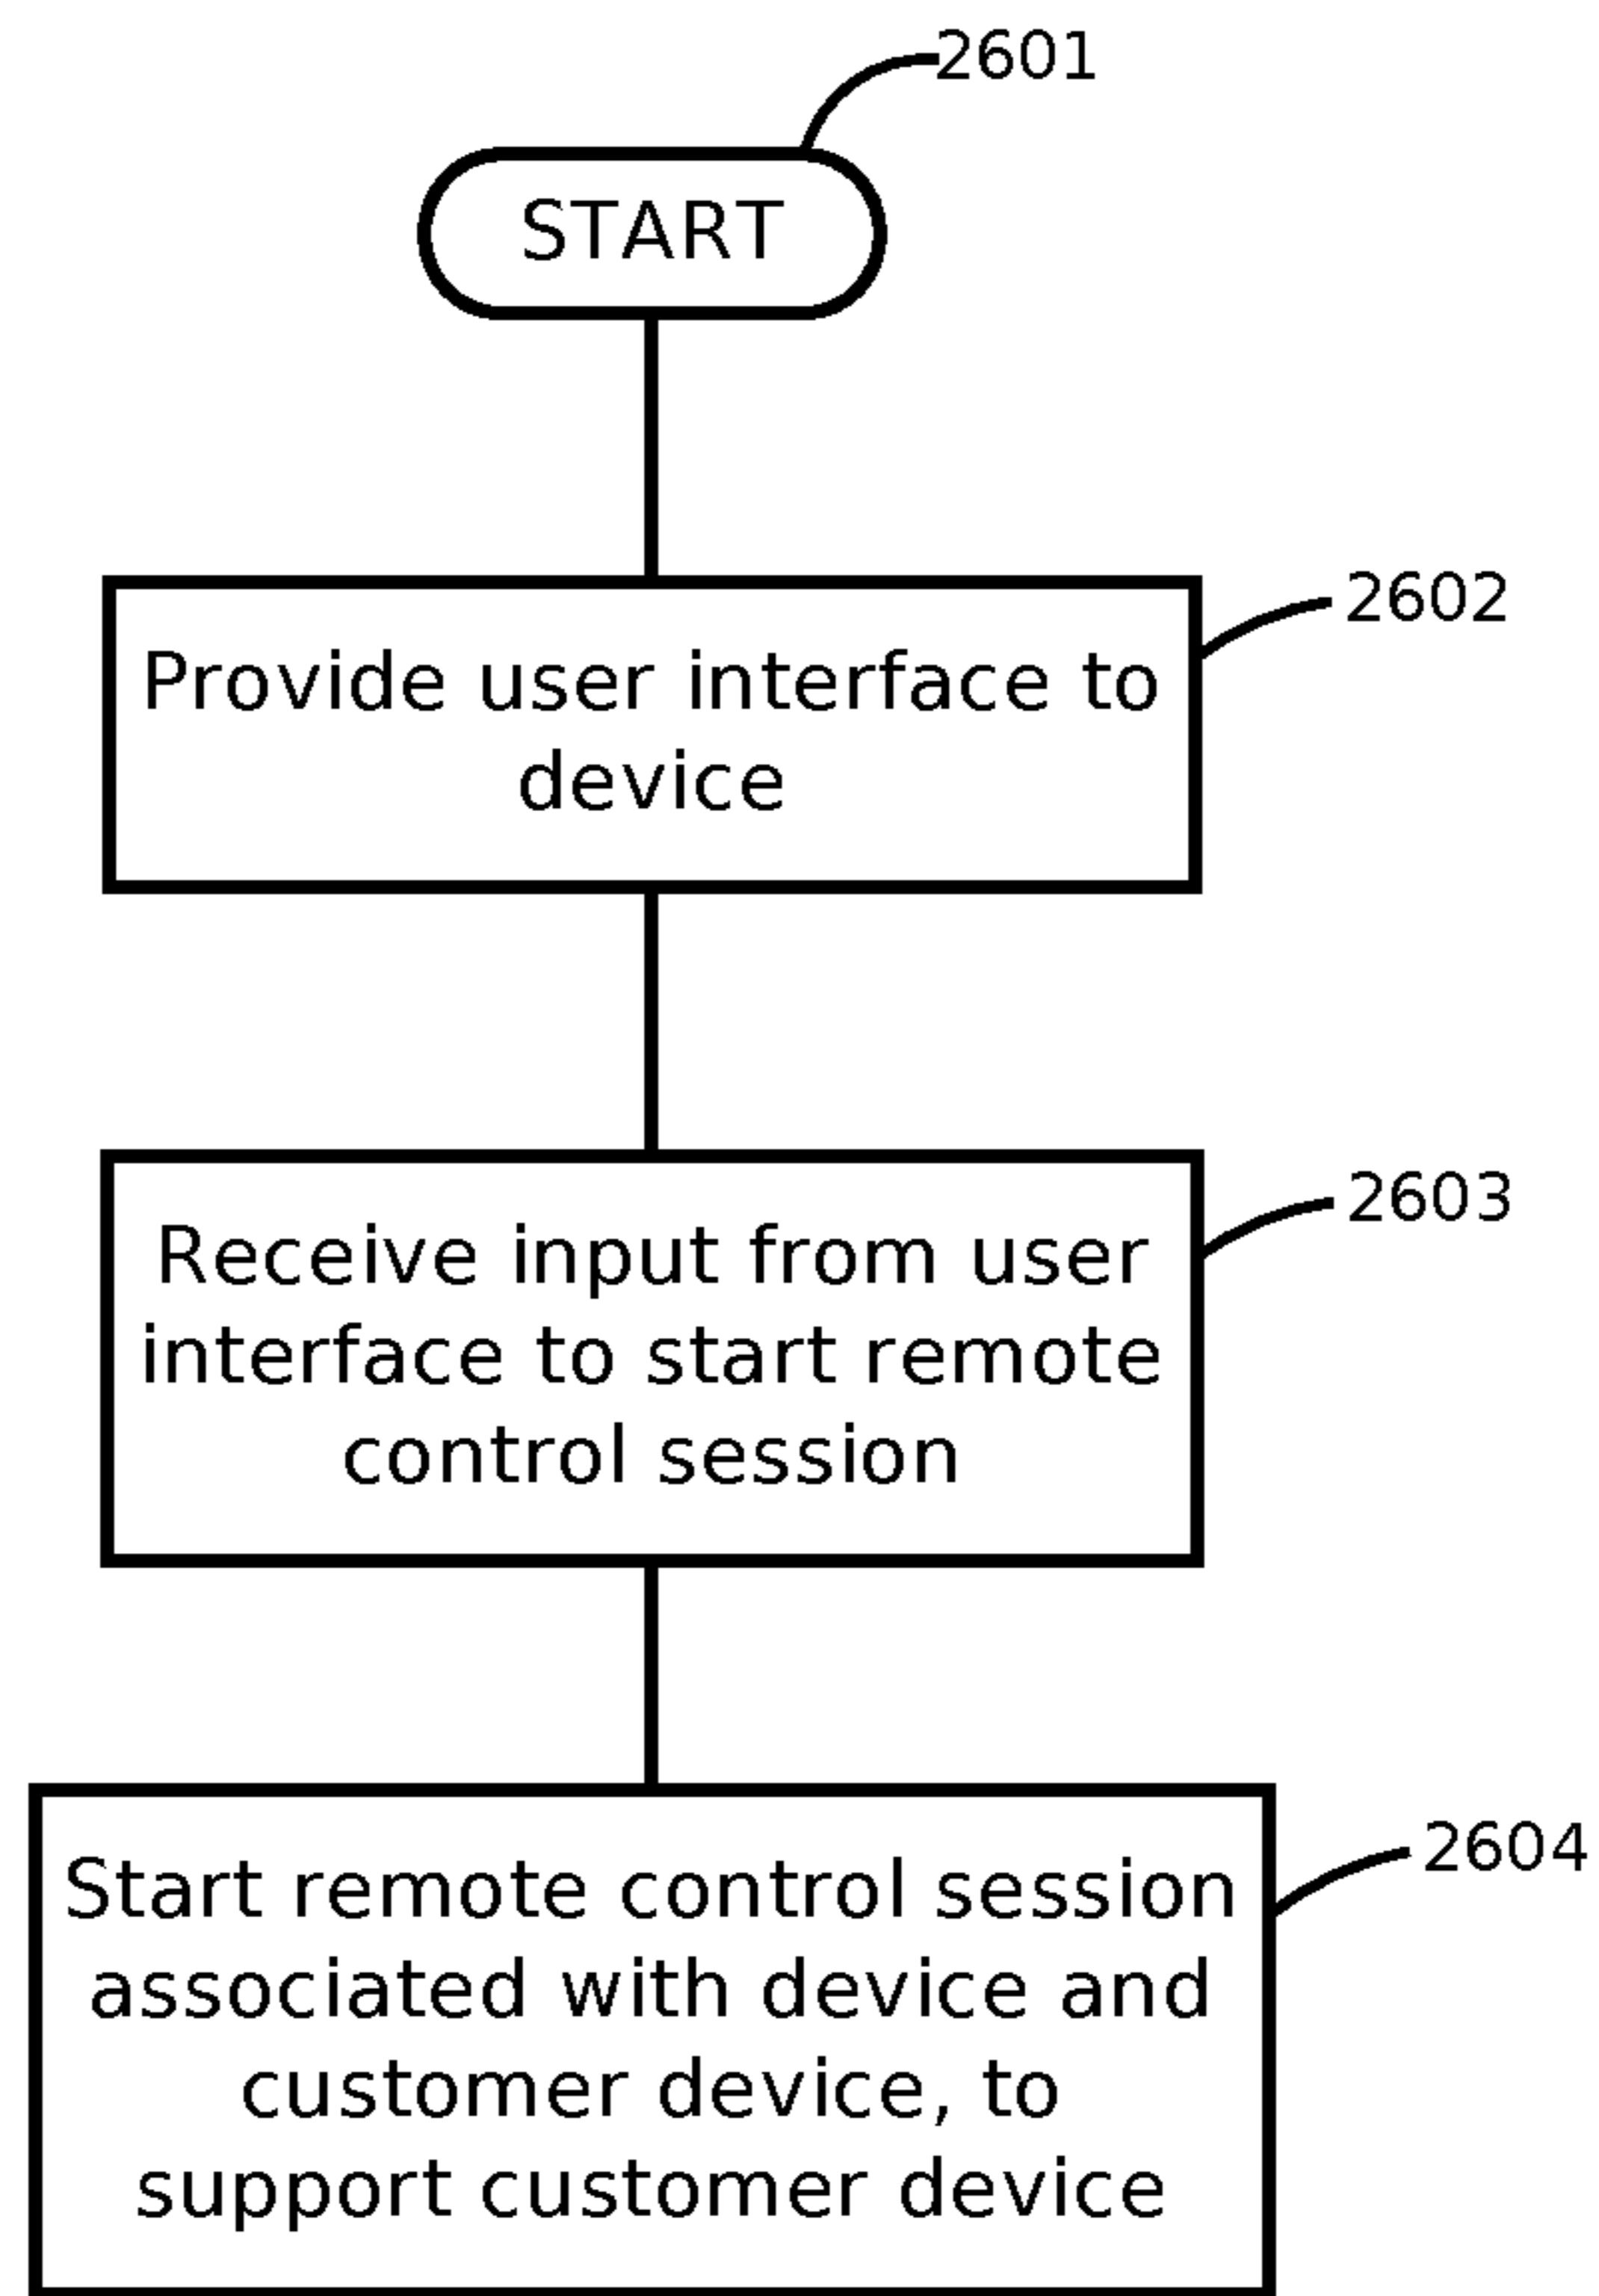 2601
START
2602
Provide user interface to
device
2603
Receive input from user
interface to start remote
control session
2604
Start remote control session
associated with device and
customer device, to
support customer device